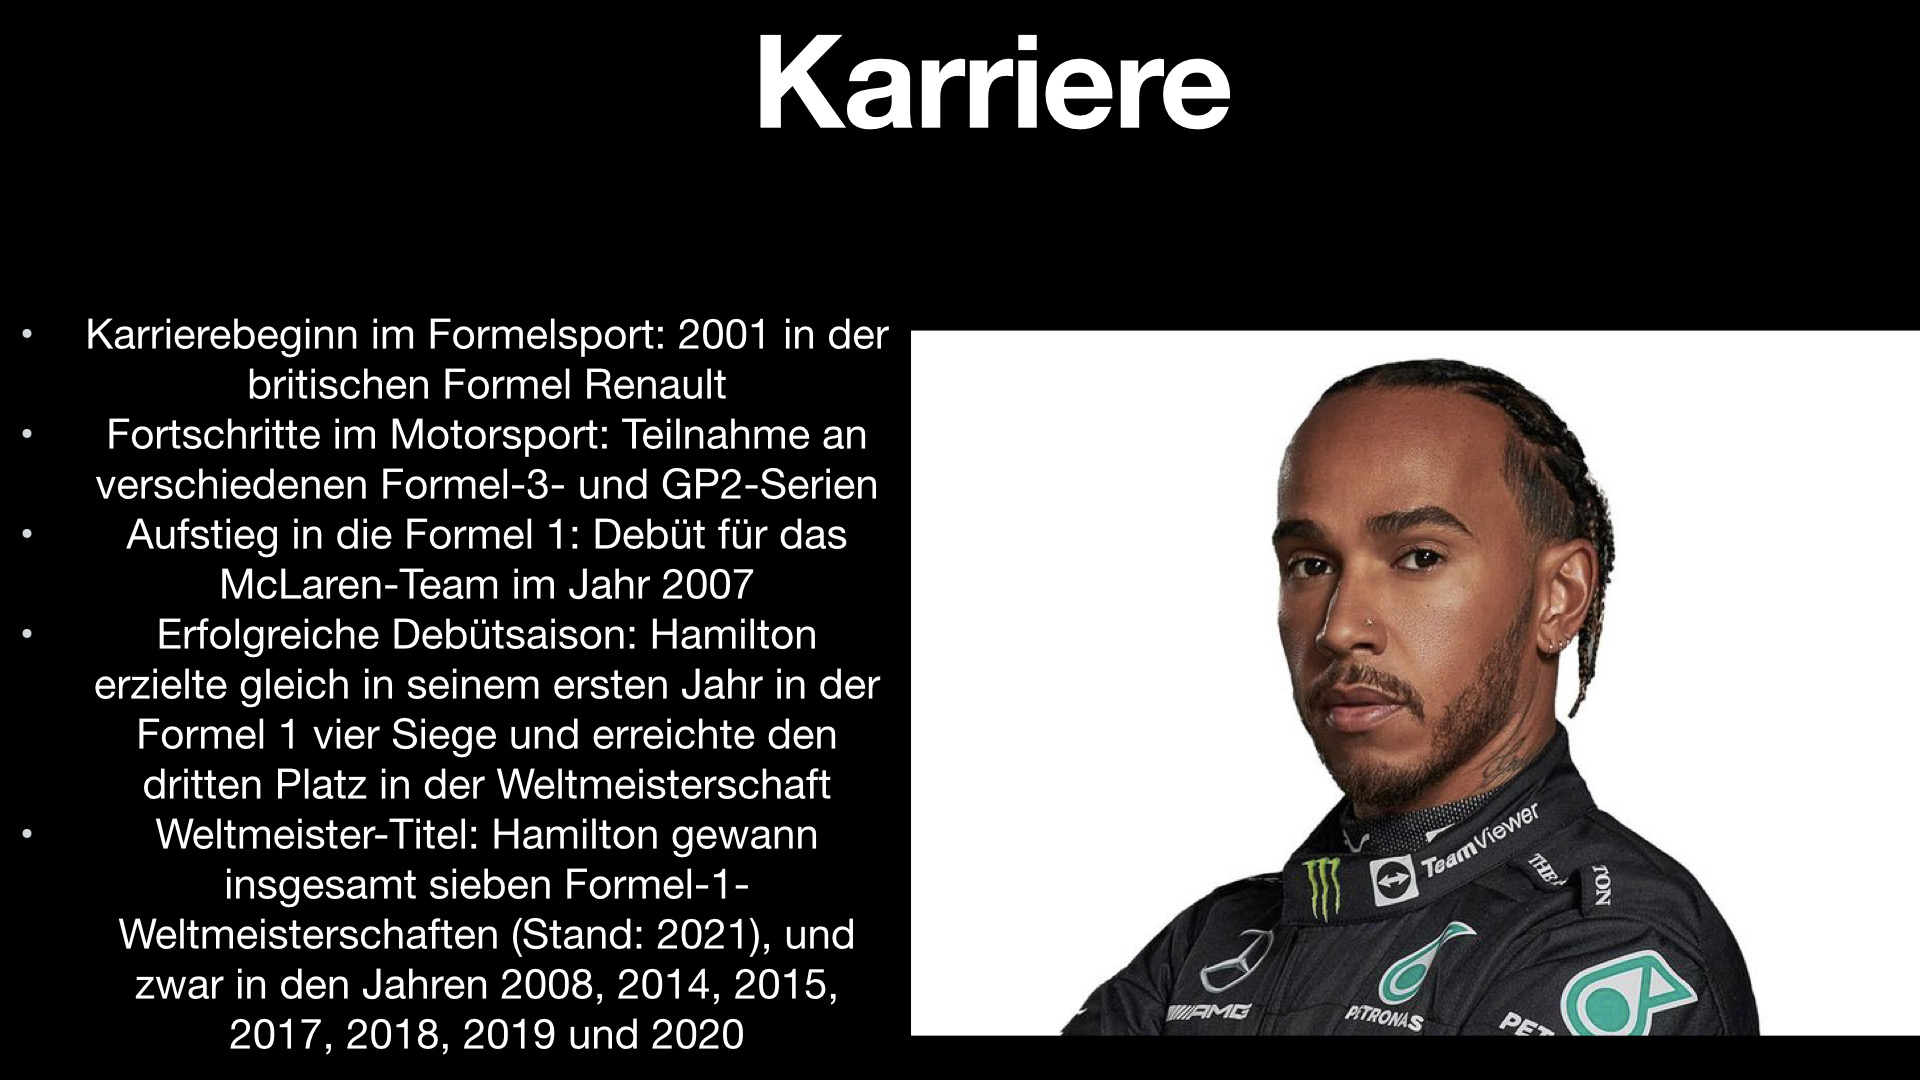 Karriere
• Karrierebeginn im Formelsport: 2001 in der
britischen Formel Renault
• Fortschritte im Motorsport: Teilnahme an
verschiedenen Formel-3- und GP2-Serien
• Aufstieg in die Formel 1: Debüt für das
McLaren-Team im Jahr 2007
• Erfolgreiche Debütsaison: Hamilton
erzielte gleich in seinem ersten Jahr in der
Formel 1 vier Siege und erreichte den
dritten Platz in der Weltmeisterschaft
• Weltmeister-Titel: Hamilton gewann
insgesamt sieben Formel-1-
Weltmeisterschaften (Stand: 2021), und
zwar in den Jahren 2008, 2014, 2015,
2017, 2018, 2019 und 2020
TeamViewer
THE
AMG
PETRONAS
PET